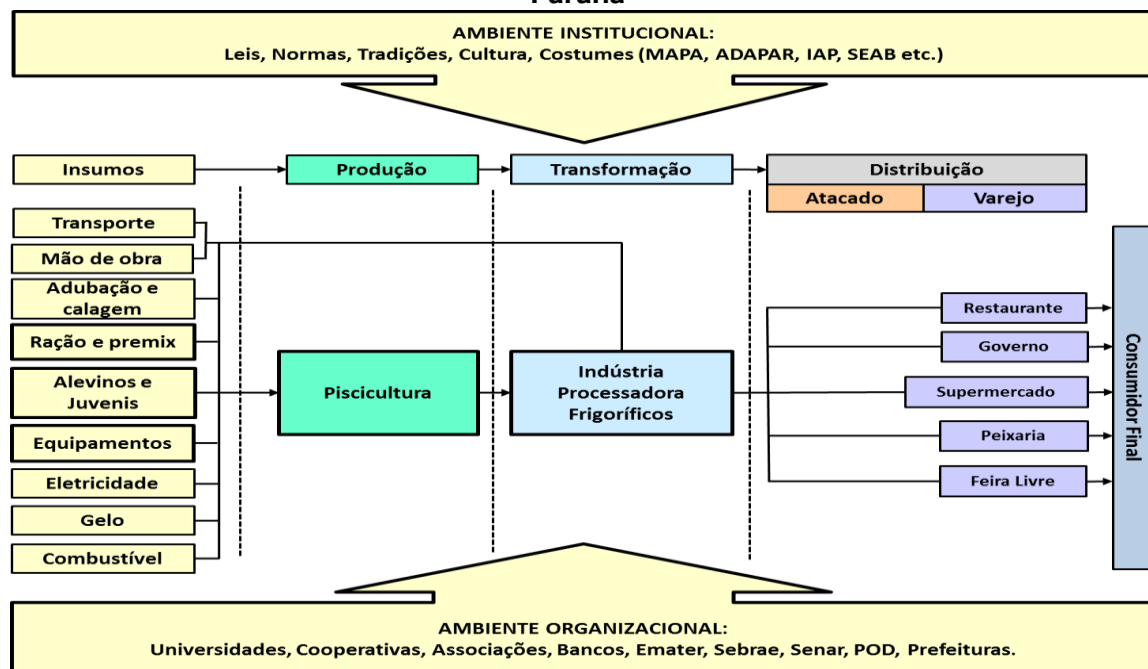 Paraná
AMBIENTE INSTITUCIONAL:
Leis, Normas, Tradições, Cultura, Costumes (MAPA, ADAPAR, IAP, SEAB etc.)
Insumos
Produção
Transformação
Distribuição
Atacado
Varejo
Transporte
Mão de obra
Adubação e
calagem
Ração e premix
Alevinos e
Juvenis
Equipamentos
Eletricidade
Gelo
Combustível
Piscicultura
Indústria
Processadora
Frigoríficos
Restaurante
Governo
Supermercado
Peixaria
Feira Livre
Consumidor Final
AMBIENTE ORGANIZACIONAL:
Universidades, Cooperativas, Associações, Bancos, Emater, Sebrae, Senar, POD, Prefeituras.